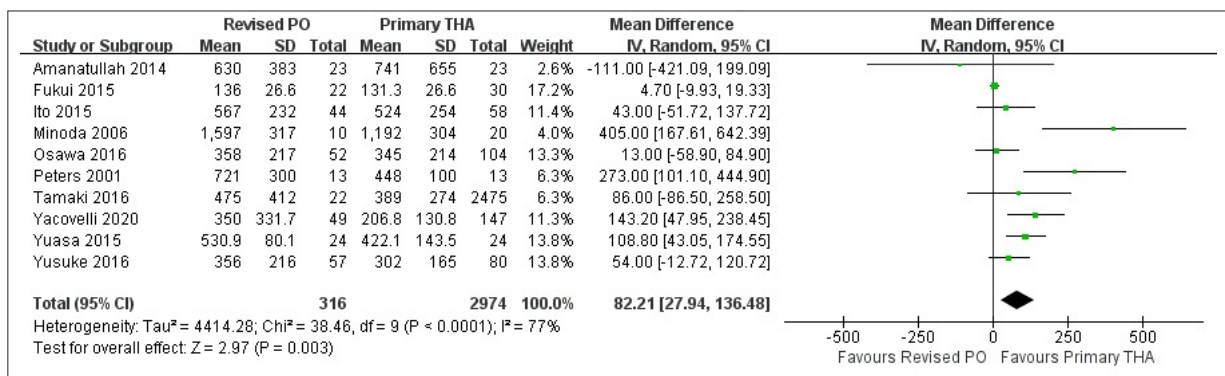 Revised PO Primary THA Mean Difference Mean Difference
Study or Subgroup Mean SD Total Mean SD Total Weight IV, Random, 95% CI IV, Random, 95% CI
Amanatullah 2014 630 383 23 741 655 23 2.6% -111.00 [-421.09, 199.09]
Fukui 2015 136 26.6 22 131.3 26.6 30 17.2% 4.70 [-9.93, 19.33]
Ito 2015 567 232 44 524 254 58 11.4% 43.00 [-51.72, 137.72]
Minoda 2006 1,597 317 10 1,192 304 20 4.0% 405.00 [167.61, 642.39]
Osawa 2016 358 217 52 345 214 104 13.3% 13.00 [-58.90, 84.90]
Peters 2001 721 300 13 448 100 13 6.3% 273.00 [101.10, 444.90]
Tamaki 2016 475 412 22 389 274 2475 6.3% 86.00 [-86.50, 258.50]
Yacovelli 2020 350 331.7 49 206.8 130.8 147 11.3% 143.20 [47.95, 238.45]
Yuasa 2015 530.9 80.1 24 422.1 143.5 24 13.8% 108.80 [43.05, 174.55]
Yusuke 2016 356 216 57 302 165 80 13.8% 54.00 [-12.72, 120.72]
Total (95% CI) 316 2974 100.0% 82.21 [27.94, 136.48]
Heterogeneity: Tau² = 4414.28; Chi² = 38.46, df = 9 (P < 0.0001); I² = 77%
Test for overall effect: Z = 2.97 (P = 0.003)
-500 -250 0 250 500
Favours Revised PO Favours Primary THA